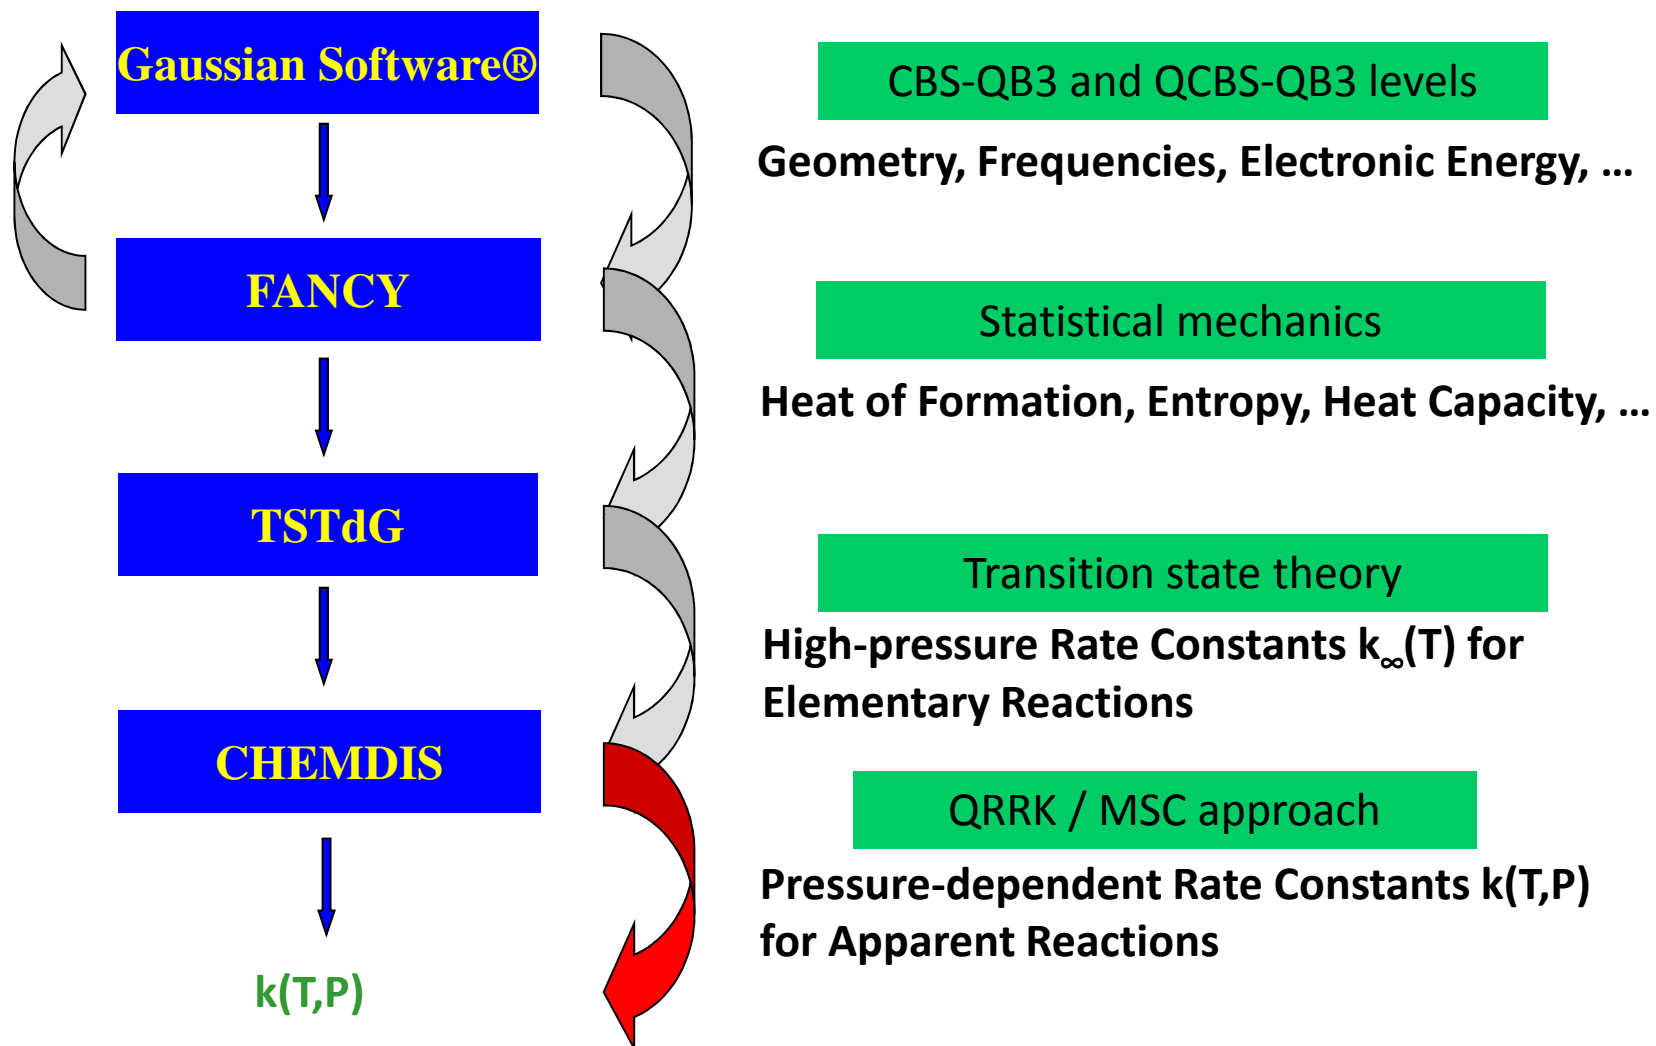 Gaussian Software®
CBS-QB3 and QCBS-QB3 levels
Geometry, Frequencies, Electronic Energy, …
FANCY
Statistical mechanics
Heat of Formation, Entropy, Heat Capacity, …
TSTdG
Transition state theory
High-pressure Rate Constants k∞(T) for
Elementary Reactions
CHEMDIS
QRRK / MSC approach
Pressure-dependent Rate Constants k(T,P)
for Apparent Reactions
k(T,P)